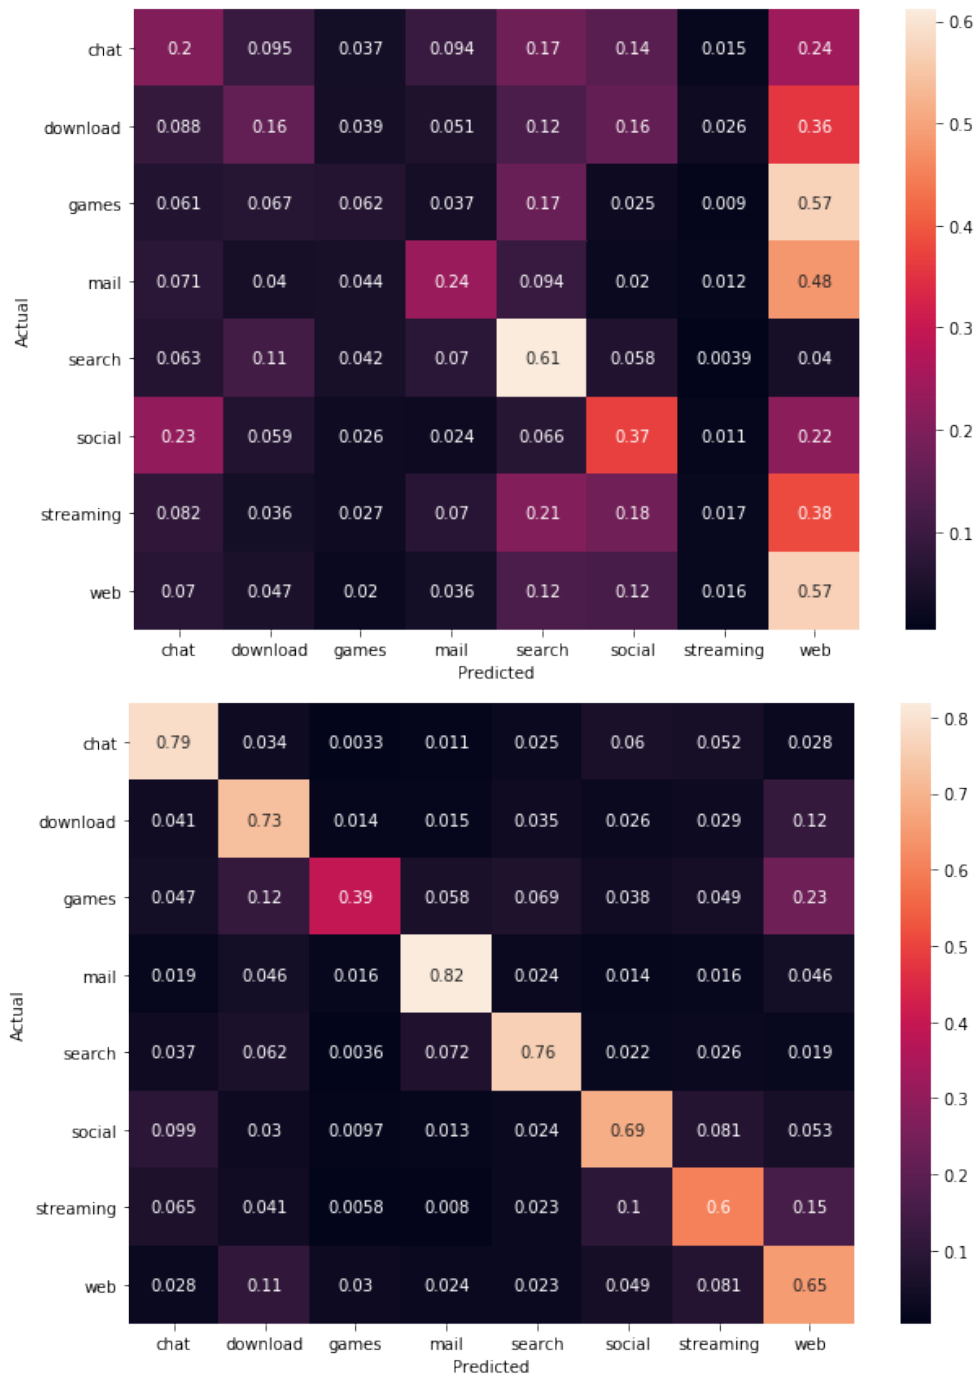 chat 0.2 0.095 0.037 0.094 0.17 0.14 0.015 0.24
download 0.088 0.16 0.039 0.051 0.12 0.16 0.026 0.36
games 0.061 0.067 0.062 0.037 0.17 0.025 0.009 0.57
mail 0.071 0.04 0.044 0.24 0.094 0.02 0.012 0.48
search 0.063 0.11 0.042 0.07 0.61 0.058 0.0039 0.04
social 0.23 0.059 0.026 0.024 0.066 0.37 0.011 0.22
streaming 0.082 0.036 0.027 0.07 0.21 0.18 0.017 0.38
web 0.07 0.047 0.02 0.036 0.12 0.12 0.016 0.57
chat download games mail search social streaming web
Predicted
Actual
0.6
0.5
0.4
0.3
0.2
0.1
chat 0.79 0.034 0.0033 0.011 0.025 0.06 0.052 0.028
download 0.041 0.73 0.014 0.015 0.035 0.026 0.029 0.12
games 0.047 0.12 0.39 0.058 0.069 0.038 0.049 0.23
mail 0.019 0.046 0.016 0.82 0.024 0.014 0.016 0.046
search 0.037 0.062 0.0036 0.072 0.76 0.022 0.026 0.019
social 0.099 0.03 0.0097 0.013 0.024 0.69 0.081 0.053
streaming 0.065 0.041 0.0058 0.008 0.023 0.1 0.6 0.15
web 0.028 0.11 0.03 0.024 0.023 0.049 0.081 0.65
chat download games mail search social streaming web
Predicted
Actual
0.8
0.7
0.6
0.5
0.4
0.3
0.2
0.1